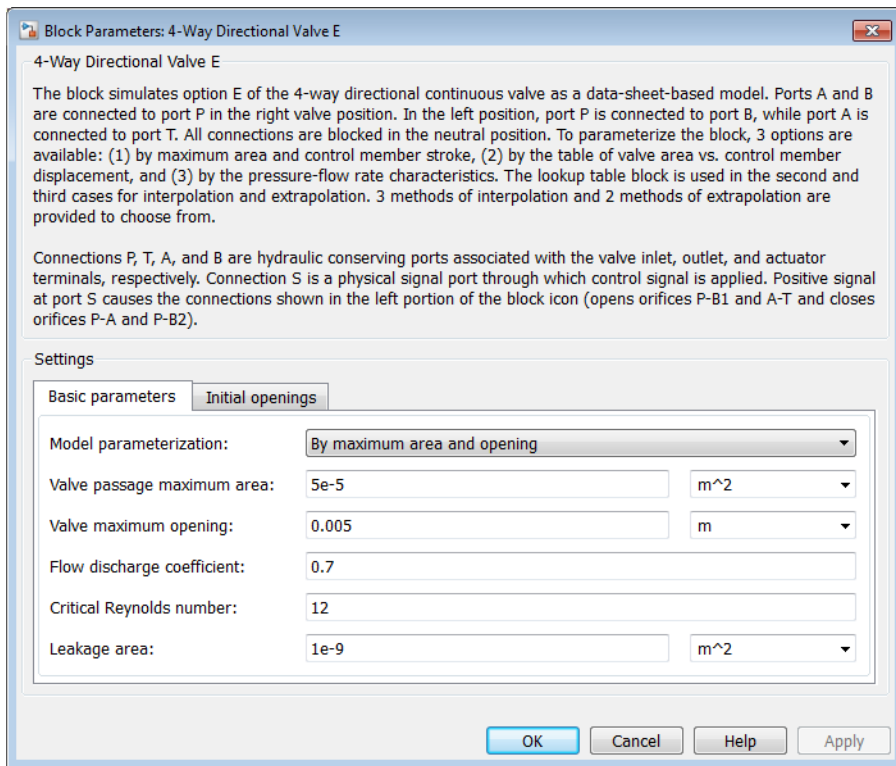 Block Parameters: 4-Way Directional Valve E
4-Way Directional Valve E
The block simulates option E of the 4-way directional continuous valve as a data-sheet-based model. Ports A and B
are connected to port P in the right valve position. In the left position, port P is connected to port B, while port A is
connected to port T. All connections are blocked in the neutral position. To parameterize the block, 3 options are
available: (1) by maximum area and control member stroke, (2) by the table of valve area vs. control member
displacement, and (3) by the pressure-flow rate characteristics. The lookup table block is used in the second and
third cases for interpolation and extrapolation. 3 methods of interpolation and 2 methods of extrapolation are
provided to choose from.
Connections P, T, A, and B are hydraulic conserving ports associated with the valve inlet, outlet, and actuator
terminals, respectively. Connection S is a physical signal port through which control signal is applied. Positive signal
at port S causes the connections shown in the left portion of the block icon (opens orifices P-B1 and A-T and closes
orifices P-A and P-B2).
Settings
Basic parameters Initial openings
Model parameterization: By maximum area and opening
Valve passage maximum area: 5e-5 m^2
Valve maximum opening: 0.005 m
Flow discharge coefficient: 0.7
Critical Reynolds number: 12
Leakage area: 1e-9 m^2
OK Cancel Help Apply